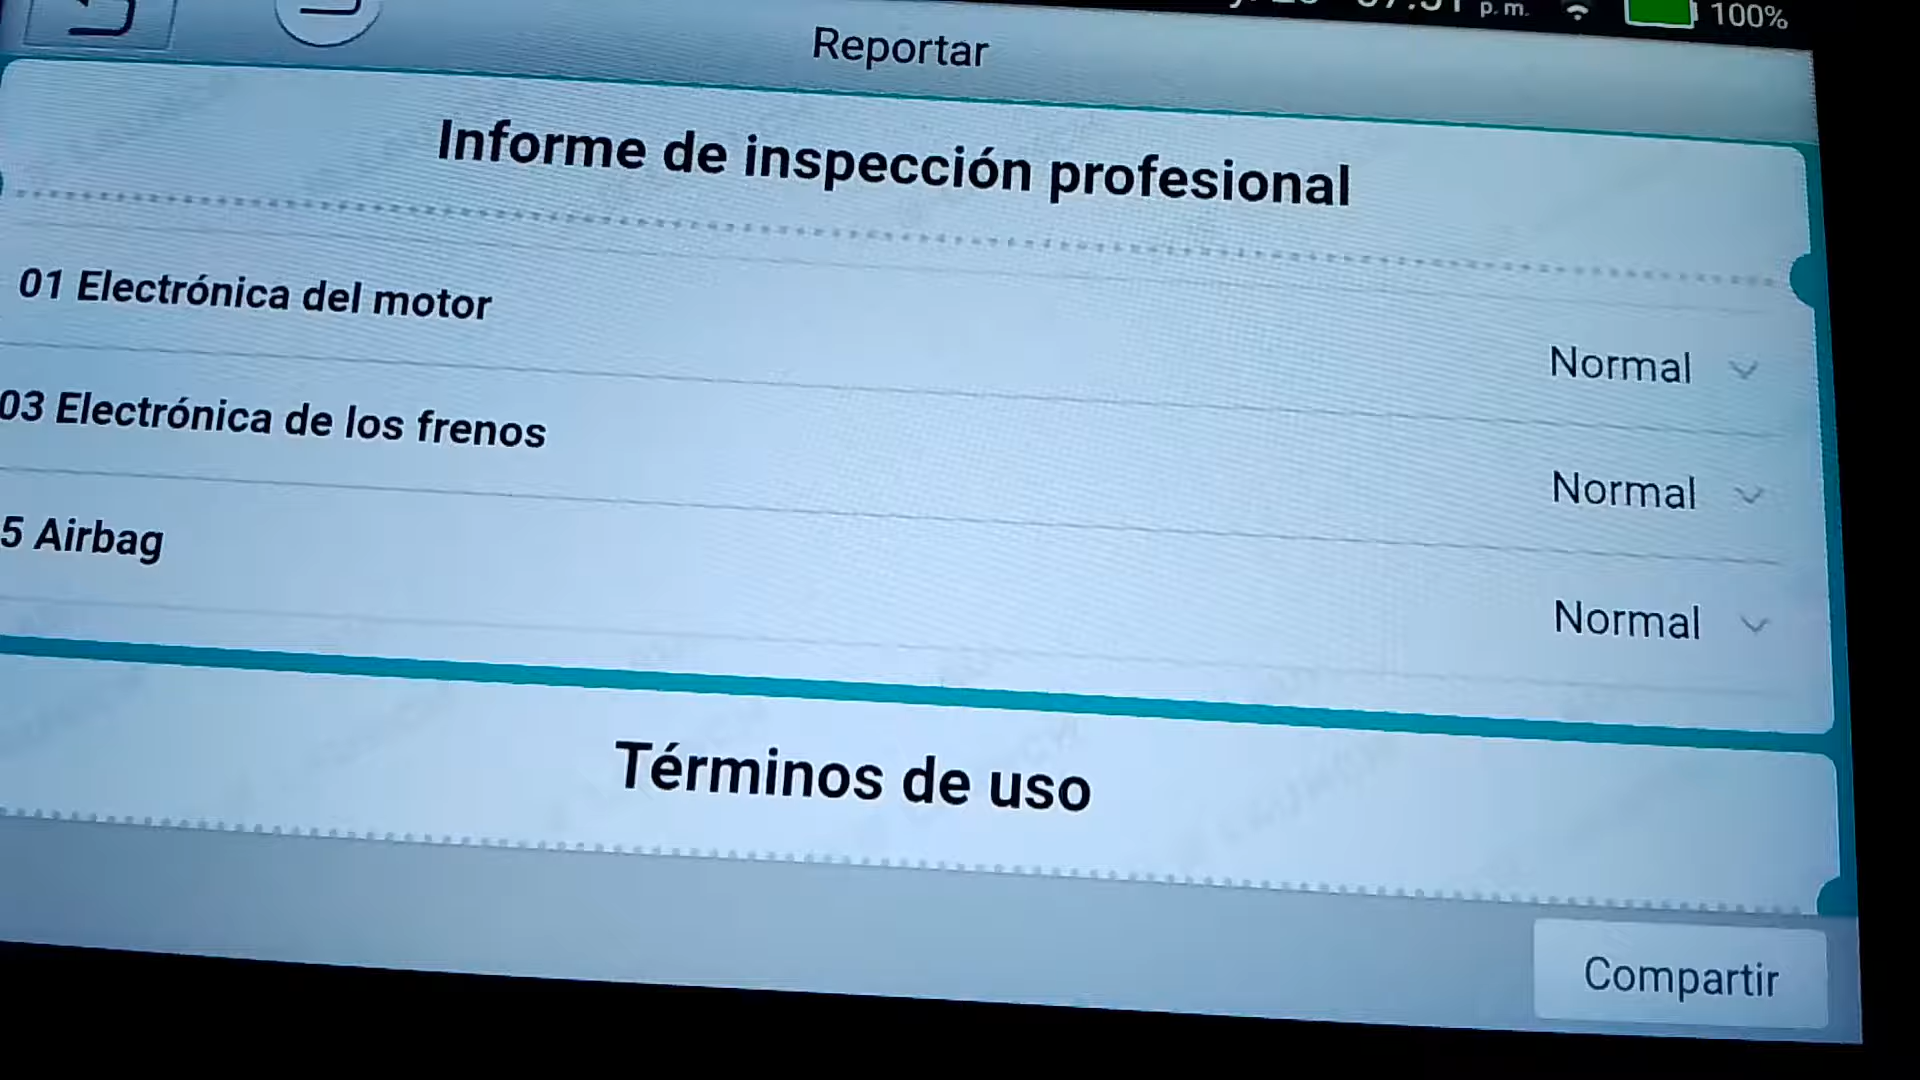 p. m.
100%
Reportar
Informe de inspección profesional
01 Electrónica del motor
Normal
03 Electrónica de los frenos
Normal
5 Airbag
Normal
Términos de uso
Compartir